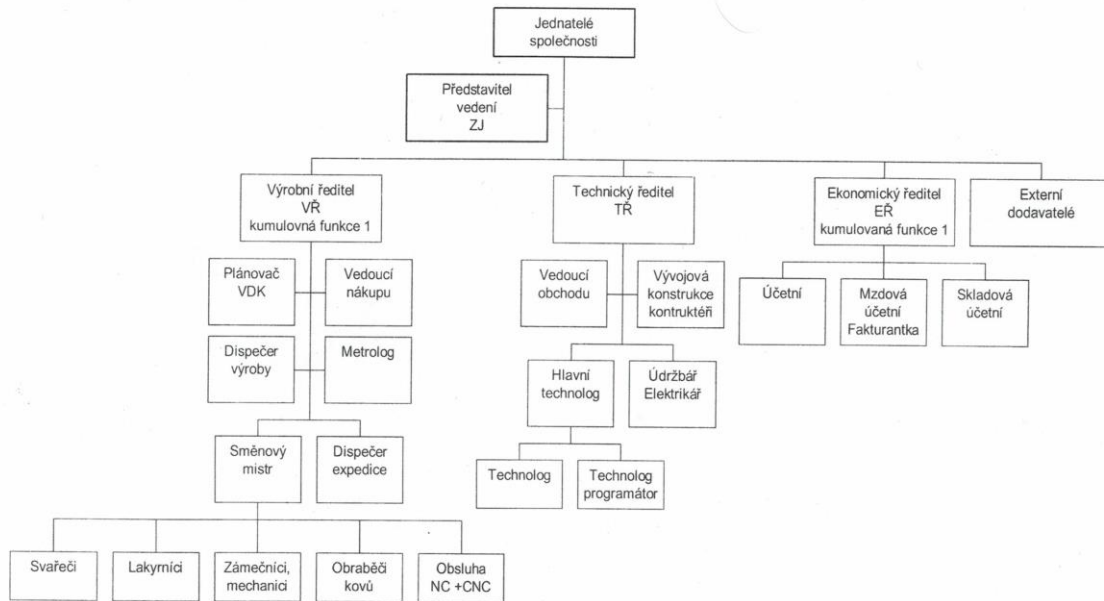 Jednatelé
společnosti
Představitel
vedení
ZJ
Výrobní ředitel
VŘ
kumulovná funkce 1
Technický ředitel
TŘ
Ekonomický ředitel
EŘ
kumulovaná funkce 1
Externí
dodavatelé
Plánovač
VDK
Vedoucí
nákupu
Vedoucí
obchodu
Vývojová
konstrukce
kontruktéři
Účetní
Mzdová
účetní
Fakturantka
Skladová
účetní
Dispečer
výroby
Metrolog
Hlavní
technolog
Údržbář
Elektrikář
Směnový
mistr
Dispečer
expedice
Technolog
Technolog
programátor
Svařeči
Lakyrníci
Zámečníci,
mechanici
Obraběči
kovů
Obsluha
NC +CNC